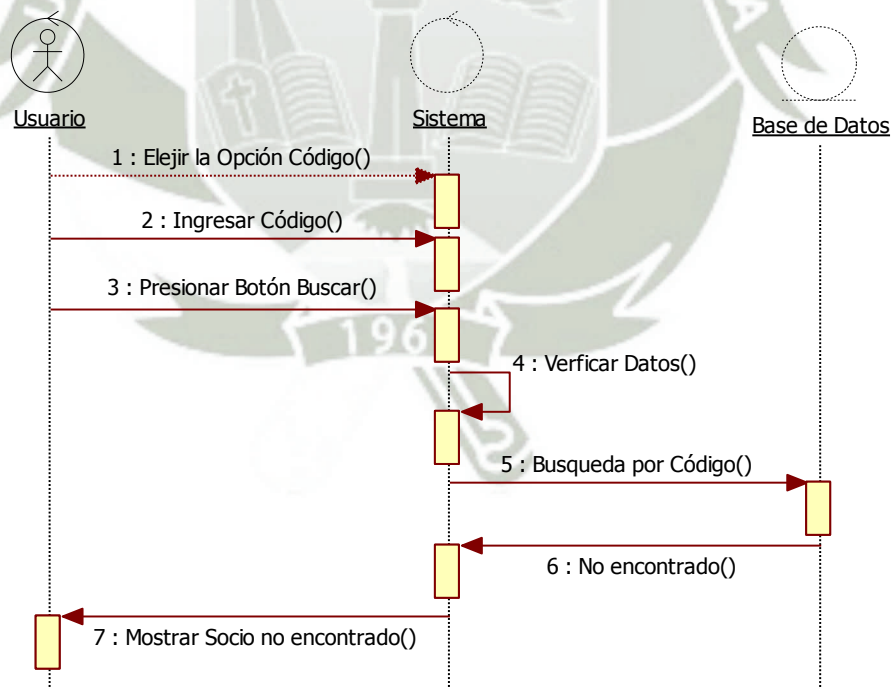 Usuario
Sistema
Base de Datos
1 : Elejir la Opción Código()
2 : Ingresar Código()
3 : Presionar Botón Buscar()
196
4 : Verficar Datos()
5 : Busqueda por Código()
6 : No encontrado()
7 : Mostrar Socio no encontrado()